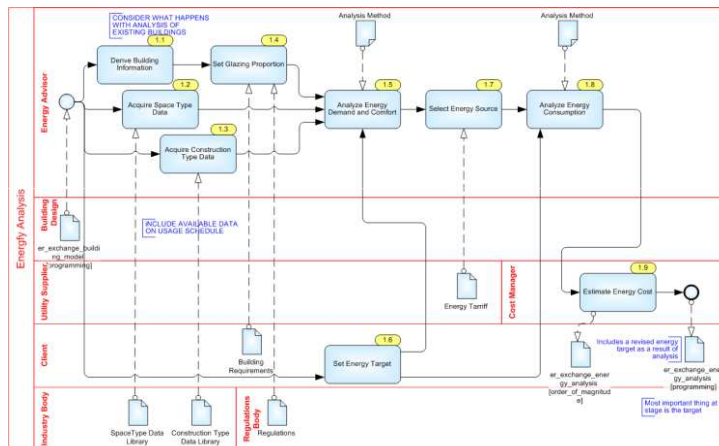 CONSIDER WHAT HAPPENS
WITH ANALYSIS OF
EXISTING BUILDINGS
Analysis Method
Analysis Method
1.1
Derive Building
Information
1.4
Set Glazing Proportion
1.2
Acquire Space Type
Data
1.5
Analyze Energy
Demand and Comfort
1.7
Select Energy Source
1.8
Analyze Energy
Consumption
1.3
Acquire Construction
Type Data
Energy Advisor
Energfy Analysis
Building
Design
INCLUDE AVAILABLE DATA
ON USAGE SCHEDULE
er_exchange_buildi
ng_model
[programming]
Utility Supplier
Energy Tarriff
Cost Manager
1.9
Estimate Energy Cost
Client
Building
Requirements
1.6
Set Energy Target
Includes a revised energy
target as a result of
analysis
er_exchange_ene
rgy_analysis
[order_of_magnitud
e]
er_exchange_ene
rgy_analysis
[programming]
Most important thing at
stage is the target
Industry Body
SpaceType Data
Library
Construction Type
Data Library
Regulations
Body
Regulations